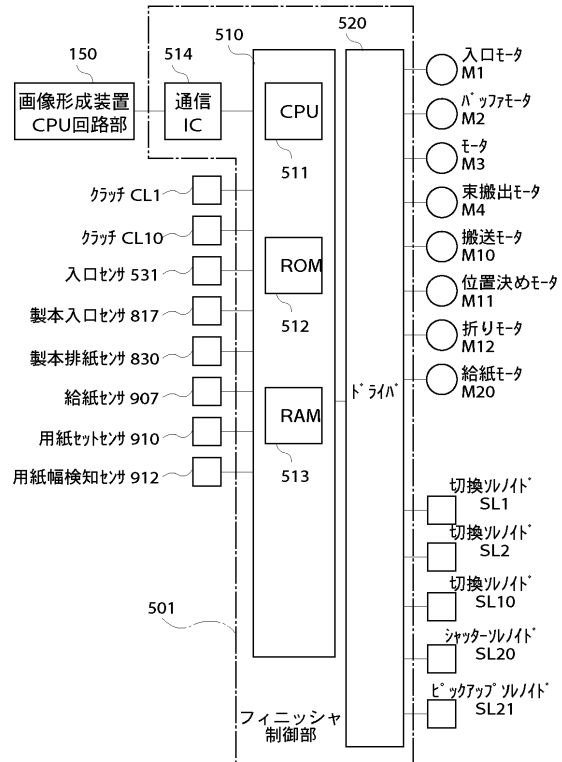 510
520
150
514
画像形成装置
CPU回路部
通信
IC
CPU
511
クラッチ CL1
クラッチ CL10
入口センサ 531
製本入口センサ 817
製本排紙センサ 830
給紙センサ 907
用紙セットセンサ 910
用紙幅検知センサ 912
ROM
512
RAM
513
ドライバ
入口モータ
M1
バッファモータ
M2
モータ
M3
束搬出モータ
M4
搬送モータ
M10
位置決めモータ
M11
折りモータ
M12
給紙モータ
M20
切換ソレノイド
SL1
切換ソレノイド
SL2
切換ソレノイド
SL10
シャッターソレノイド
SL20
ピックアップソレノイド
SL21
501
フィニッシャ
制御部